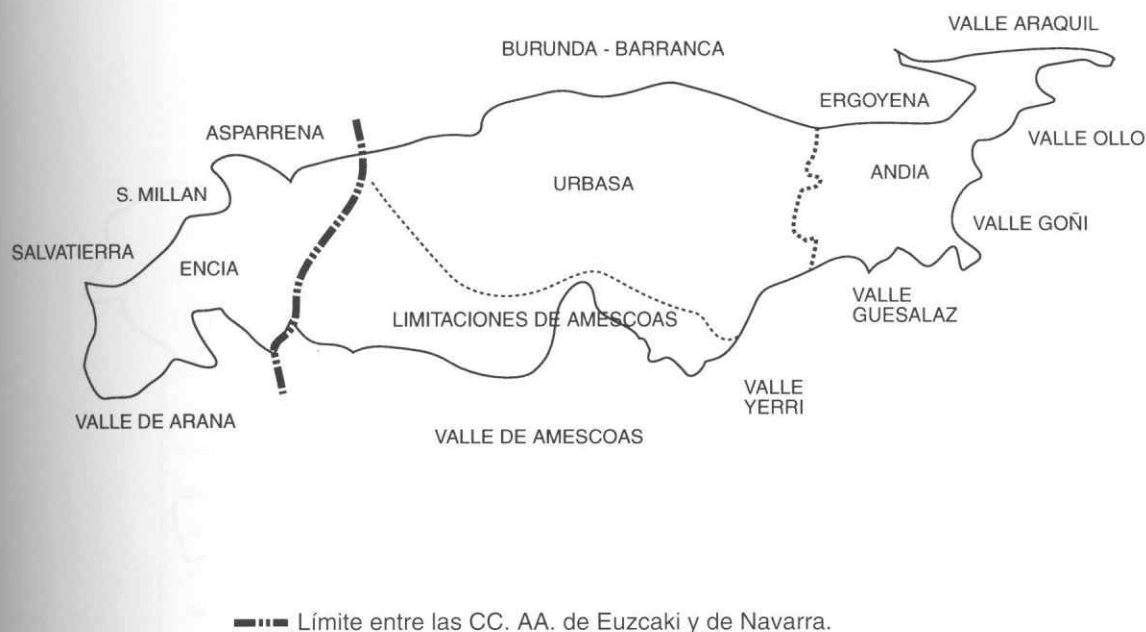 VALLE ARAQUIL
BURUNDA - BARRANCA
ERGOYENA
ASPARRENA
VALLE OLLO
ANDIA
URBASA
S. MILLAN
VALLE GOÑI
SALVATIERRA
ENCIA
VALLE
GUESALAZ
LIMITACIONES DE AMESCOAS
VALLE
YERRI
VALLE DE ARANA
VALLE DE AMESCOAS
Límite entre las CC. AA. de Euzcaki y de Navarra.